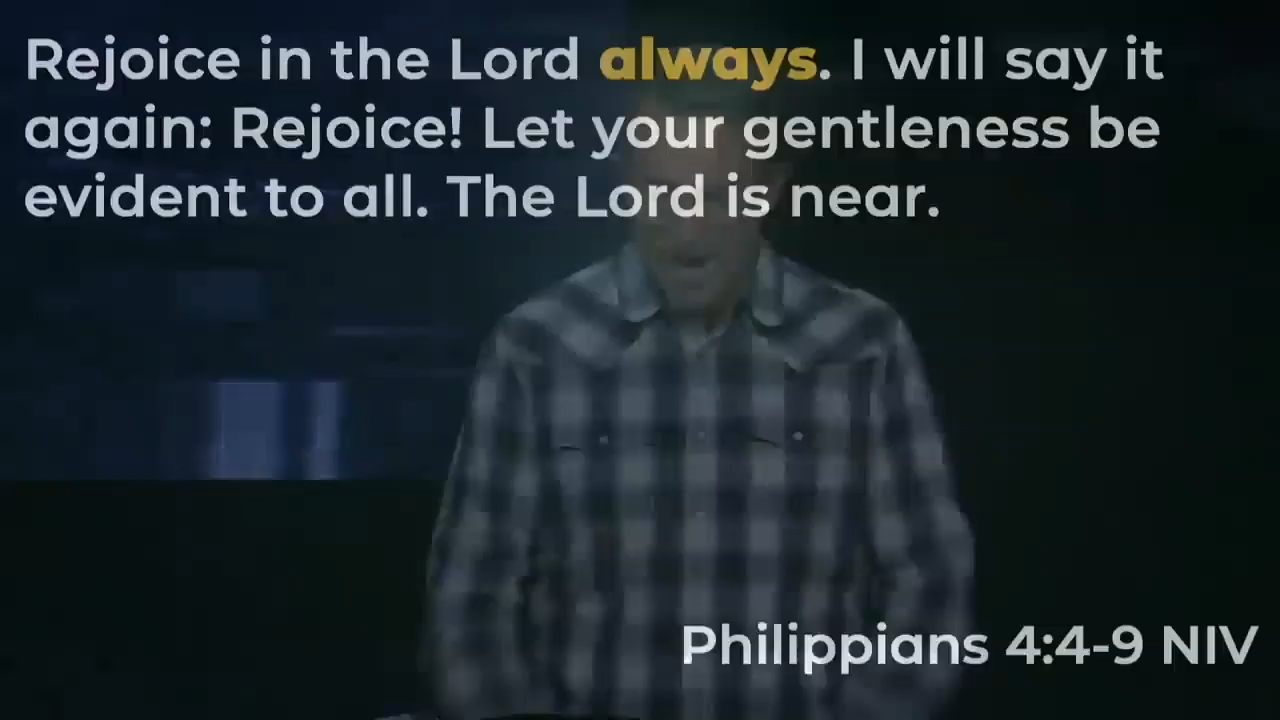 Rejoice in the Lord always. I will say it
again: Rejoice! Let your gentleness be
evident to all. The Lord is near.
Philippians 4:4-9 NIV